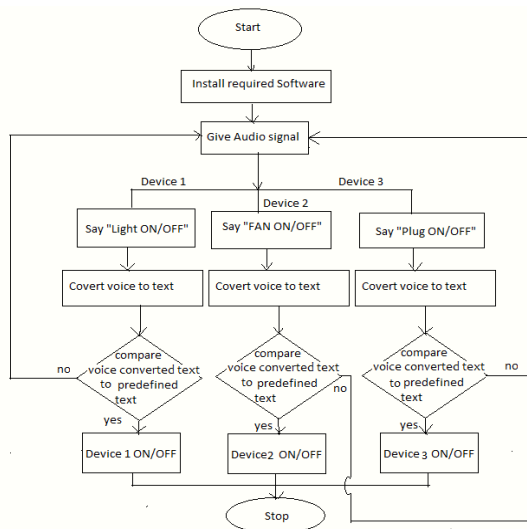 Start
Install required Software
Give Audio signal
Device 1
Device 2
Device 3
Say "Light ON/OFF"
Say "FAN ON/OFF"
Say "Plug ON/OFF"
Covert voice to text
Covert voice to text
Covert voice to text
compare
voice converted text
to predefined
text
no
yes
compare
voice converted text
to predefined
text
no
yes
compare
voice converted text
to predefined
text
no
yes
Device 1 ON/OFF
Device2 ON/OFF
Device 3 ON/OFF
Stop